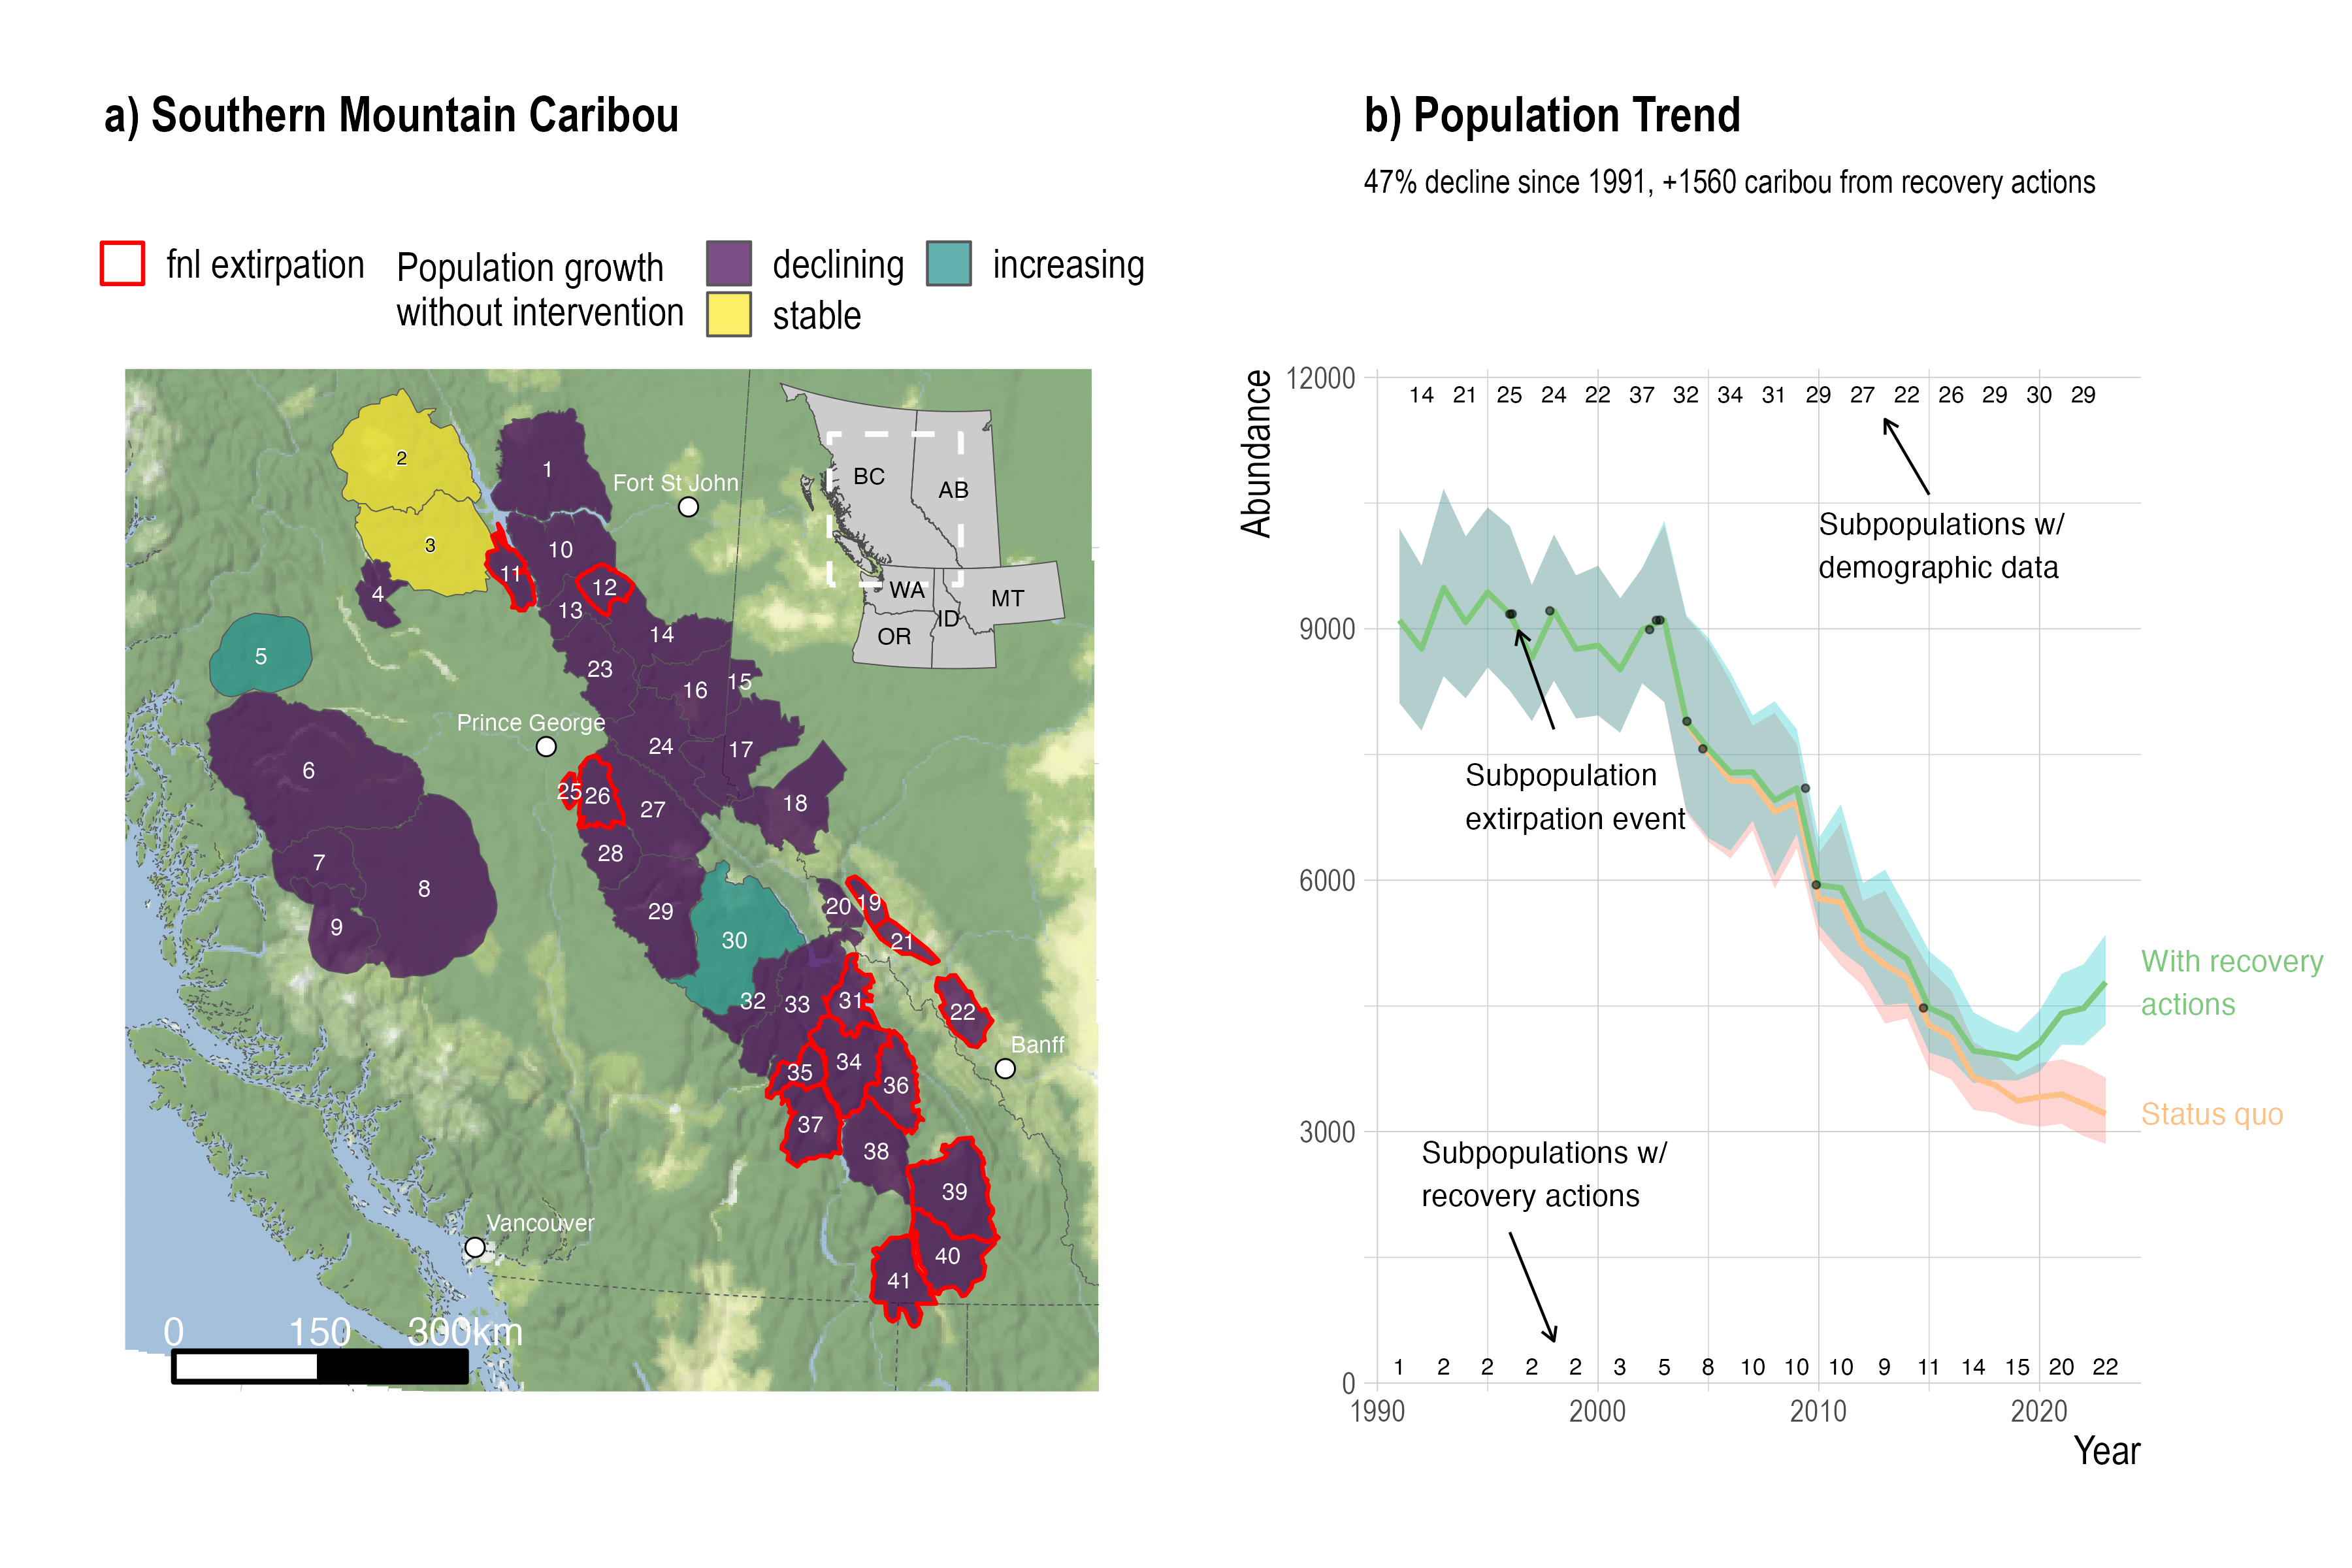 a) Southern Mountain Caribou
fnl extirpation
Population growth
without intervention
declining
increasing
stable
2
1
Fort St John
3
10
11
12
4
13
14
5
23
15
16
Prince George
24
17
6
25
26
27
18
28
7
8
29
20
19
9
30
21
32
33
31
22
Banff
34
35
36
37
38
39
Vancouver
40
41
0 150 300km
BC
AB
WA
MT
ID
OR
b) Population Trend
47% decline since 1991, +1560 caribou from recovery actions
Abundance
12000
9000
6000
3000
0
14 21 25 24 22 37 32 34 31 29 27 22 26 29 30 29
Subpopulations w/
demographic data
Subpopulation
extirpation event
With recovery
actions
Status quo
Subpopulations w/
recovery actions
1 2 2 2 2 3 5 8 10 10 10 9 11 14 15 20 22
1990 2000 2010 2020
Year